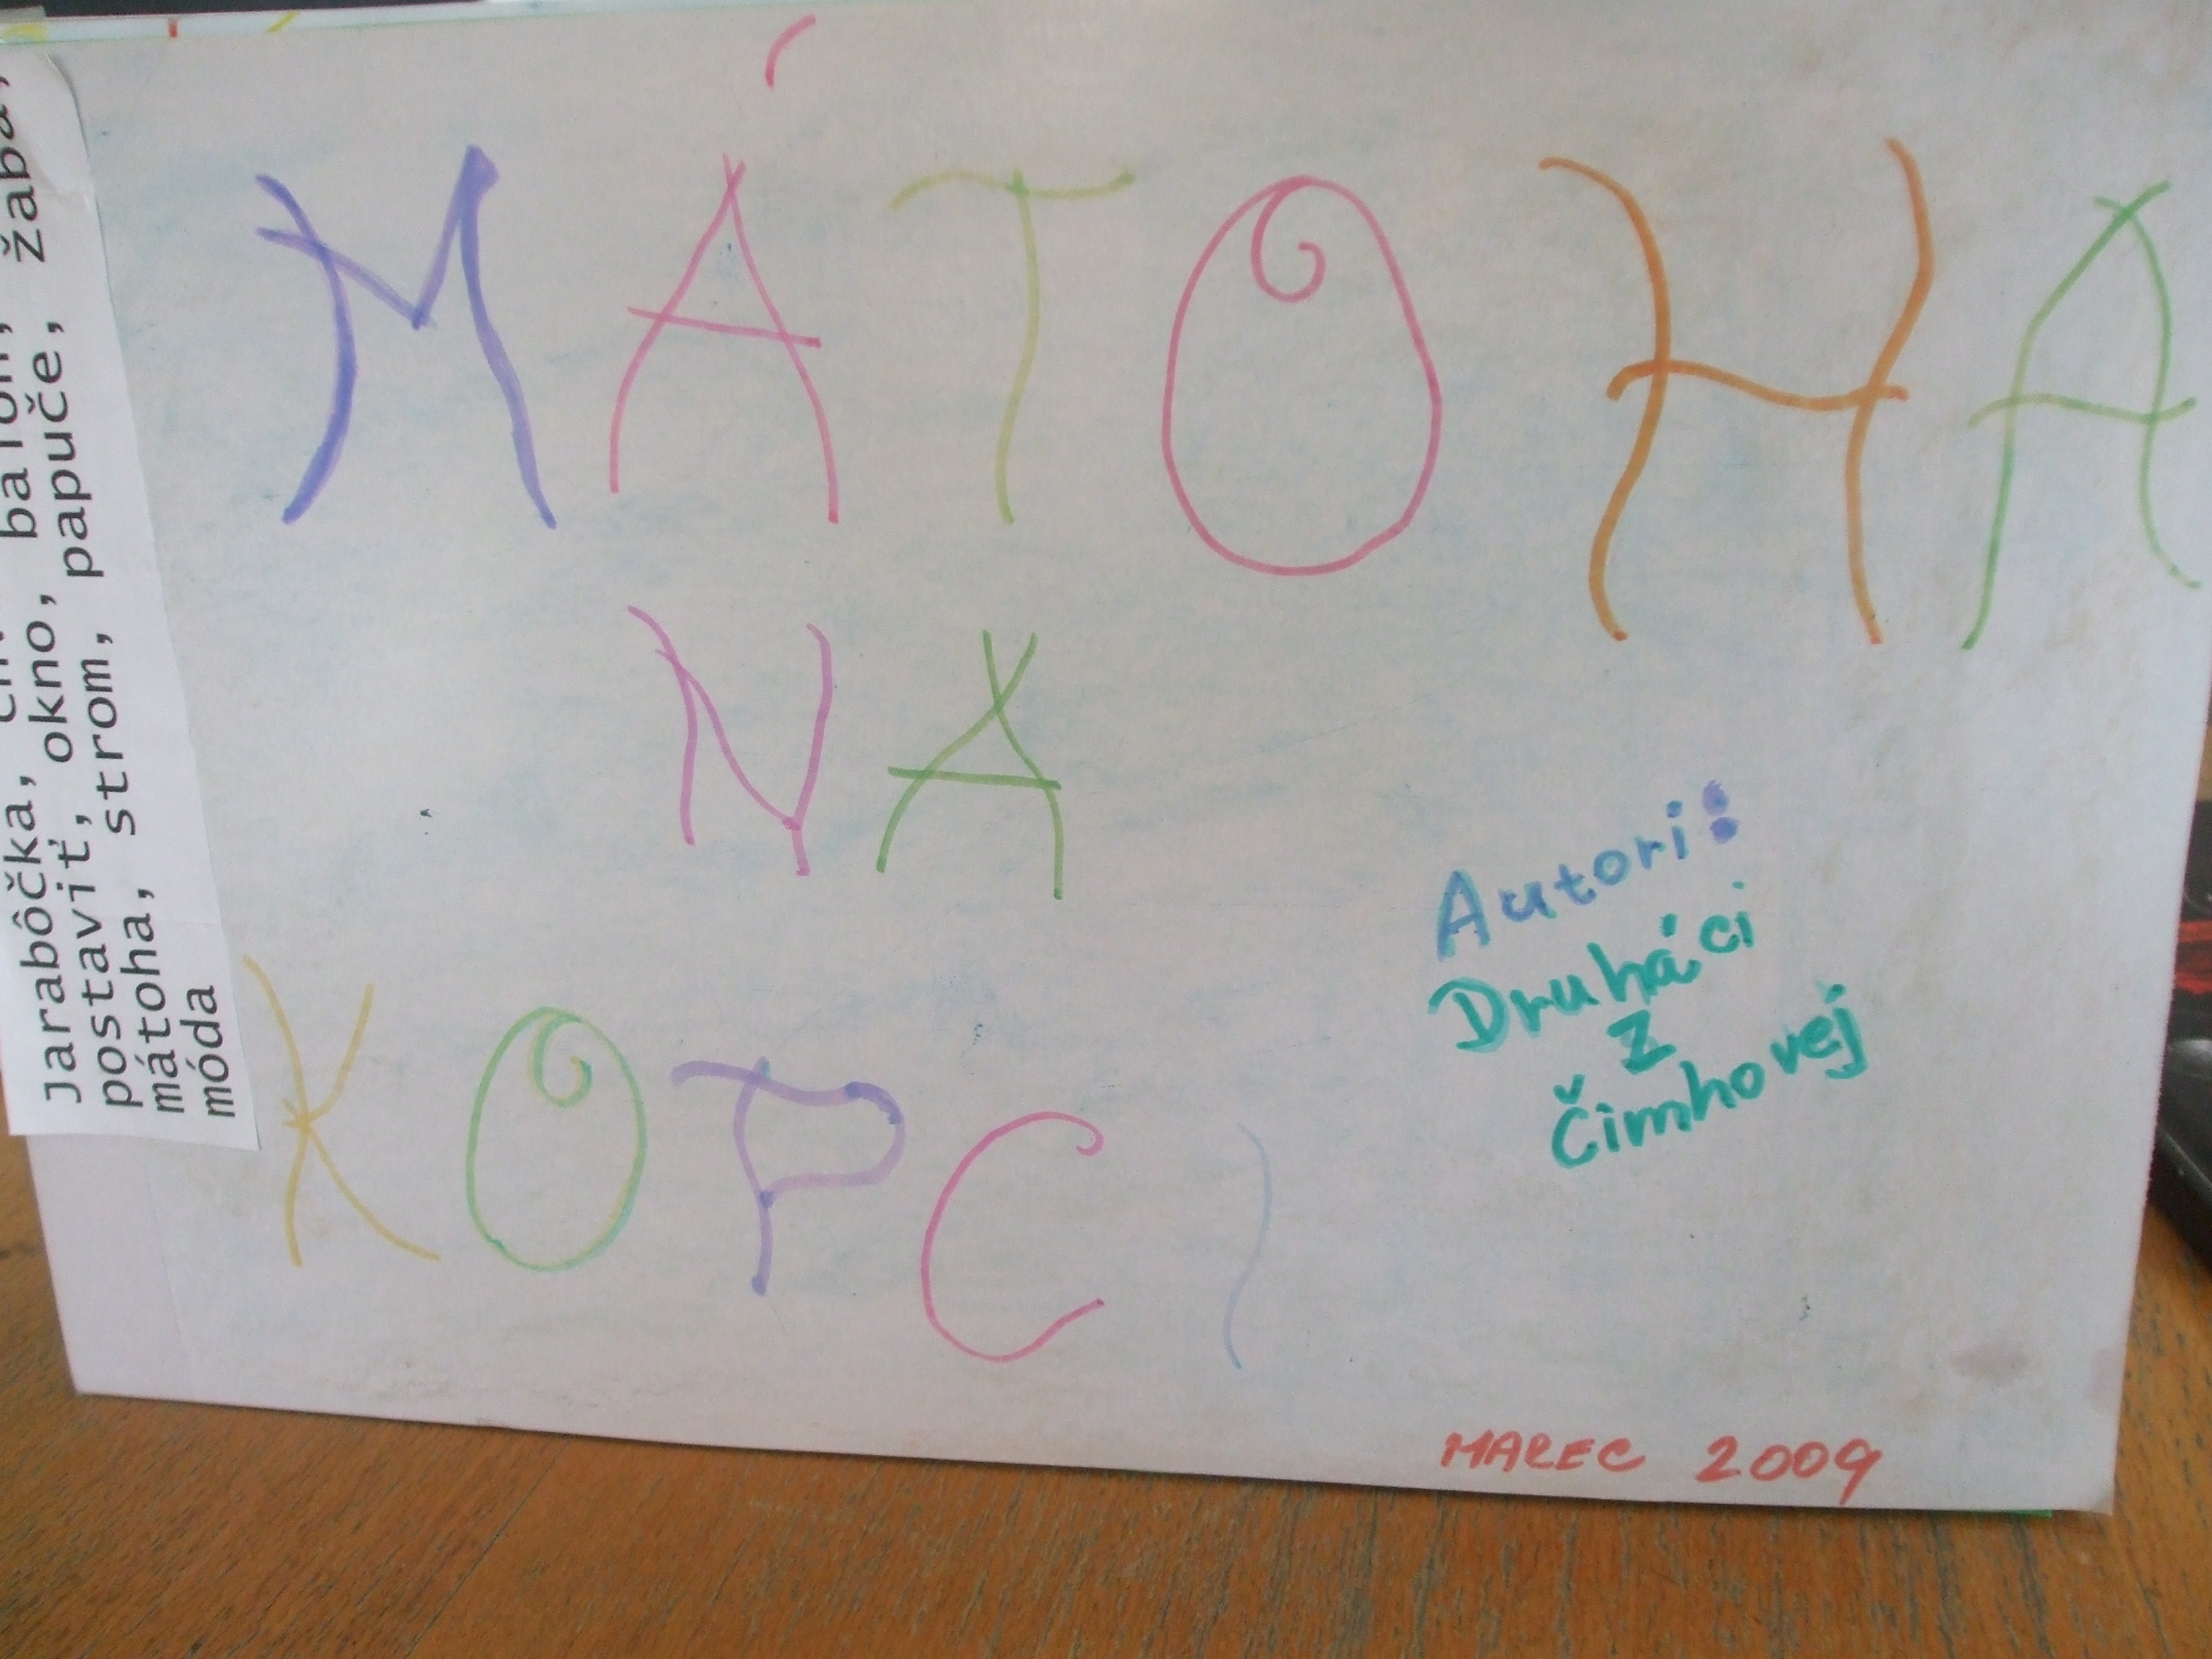 MÁTOHA
NA
KOPCI
Autori:
Druháci
z
Čimhovej
MAREC 2009
Jarabôčka, balón, žaba,
postaviť, okno, papuče,
mátoha, strom,
móda